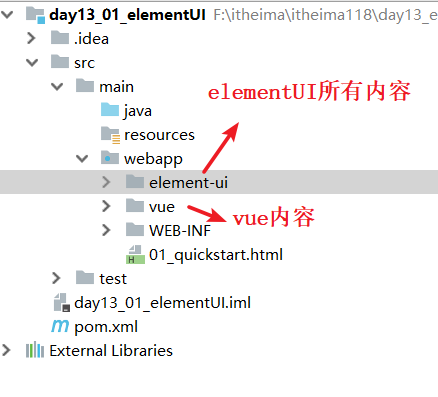 day13_01_elementUI F:\itheima\itheima118\day13_e
.idea
src
main
elementUI所有内容
java
resources
webapp
element-ui
vue
vue内容
WEB-INF
01_quickstart.html
test
day13_01_elementUI.iml
pom.xml
External Libraries